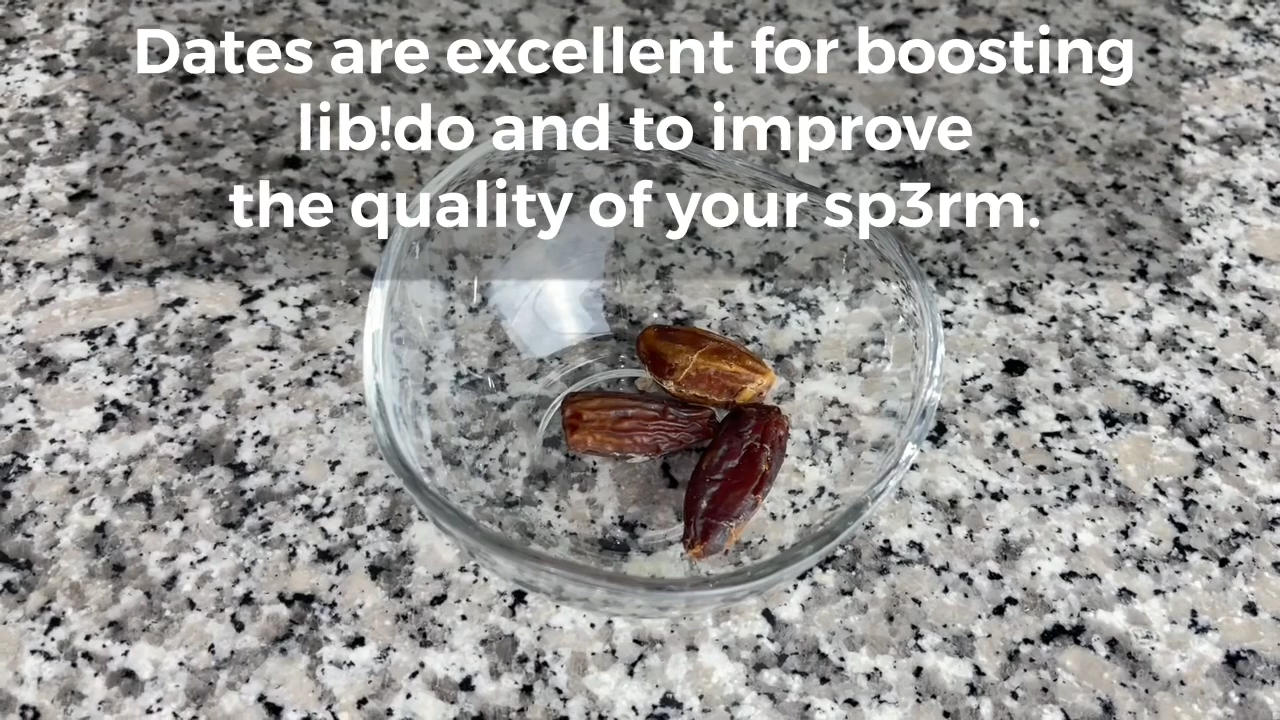 Dates are excellent for boosting
lib!do and to improve
the quality of your sp3rm.